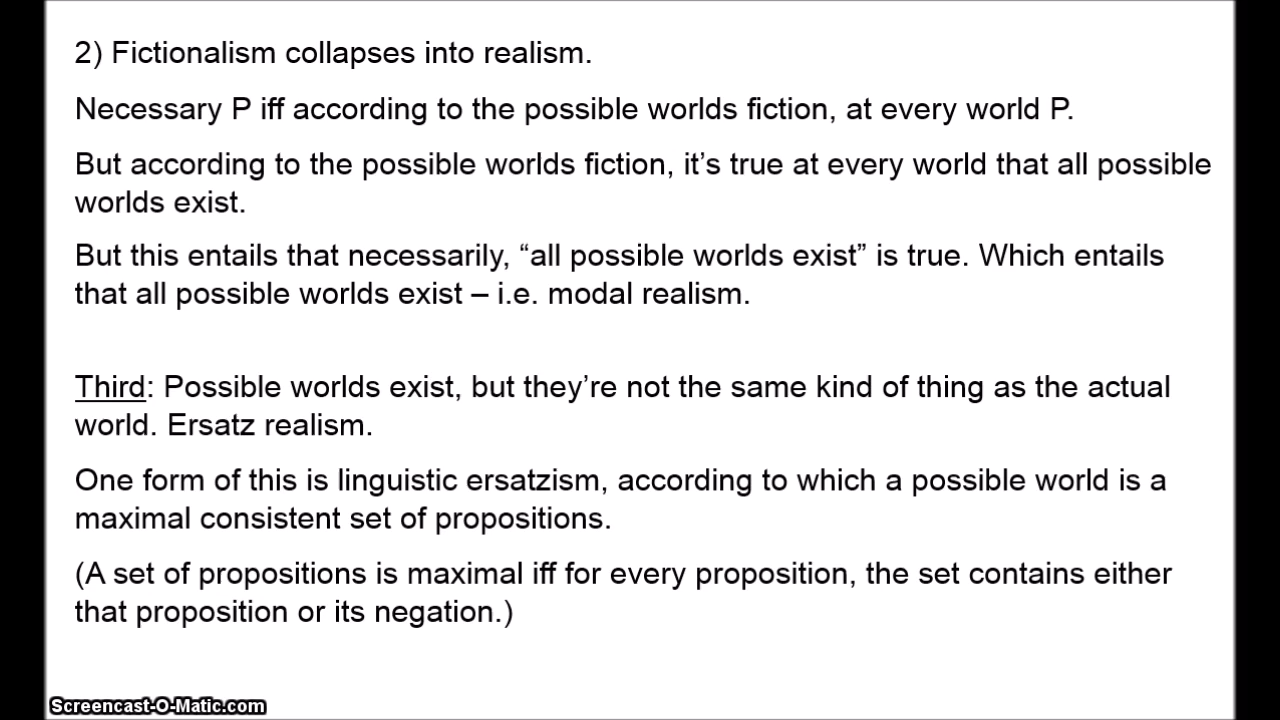 2) Fictionalism collapses into realism.
Necessary P iff according to the possible worlds fiction, at every world P.
But according to the possible worlds fiction, it’s true at every world that all possible
worlds exist.
But this entails that necessarily, “all possible worlds exist” is true. Which entails
that all possible worlds exist – i.e. modal realism.
Third: Possible worlds exist, but they’re not the same kind of thing as the actual
world. Ersatz realism.
One form of this is linguistic ersatzism, according to which a possible world is a
maximal consistent set of propositions.
(A set of propositions is maximal iff for every proposition, the set contains either
that proposition or its negation.)
Screencast-O-Matic.com